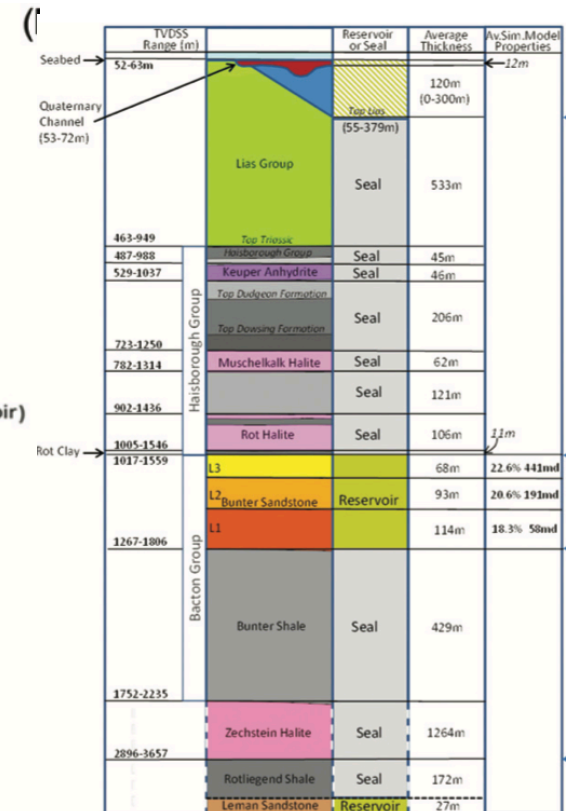 (
TVDSS
Range (m)
Reservoir
or Seal
Average
Thickness
Av.Sim.Model
Properties
Seabed
52-63m
12m
Quaternary
Channel
(53-72m)
120m
(0-300m)
Top Lias
(55-379m)
Lias Group
Seal
533m
463-949
Top Triassic
Haisborough Group
487-988
Seal
45m
529-1037
Keuper Anhydrite
Seal
46m
Top Dudgeon Formation
Seal
206m
Top Dowsing Formation
723-1250
782-1314
Muschelkalk Halite
Seal
62m
Haisborough Group
Seal
121m
902-1436
Rot Halite
Seal
106m
11m
1005-1546
Rot Clay
1017-1559
L3
68m
22.6% 441md
L2
Bunter Sandstone
Reservoir
93m
20.6% 191md
L1
114m
18.3% 58md
1267-1806
Bacton Group
Bunter Shale
Seal
429m
1752-2235
Zechstein Halite
Seal
1264m
2896-3657
Rotliegend Shale
Seal
172m
Leman Sandstone
Reservoir
27m
oir)